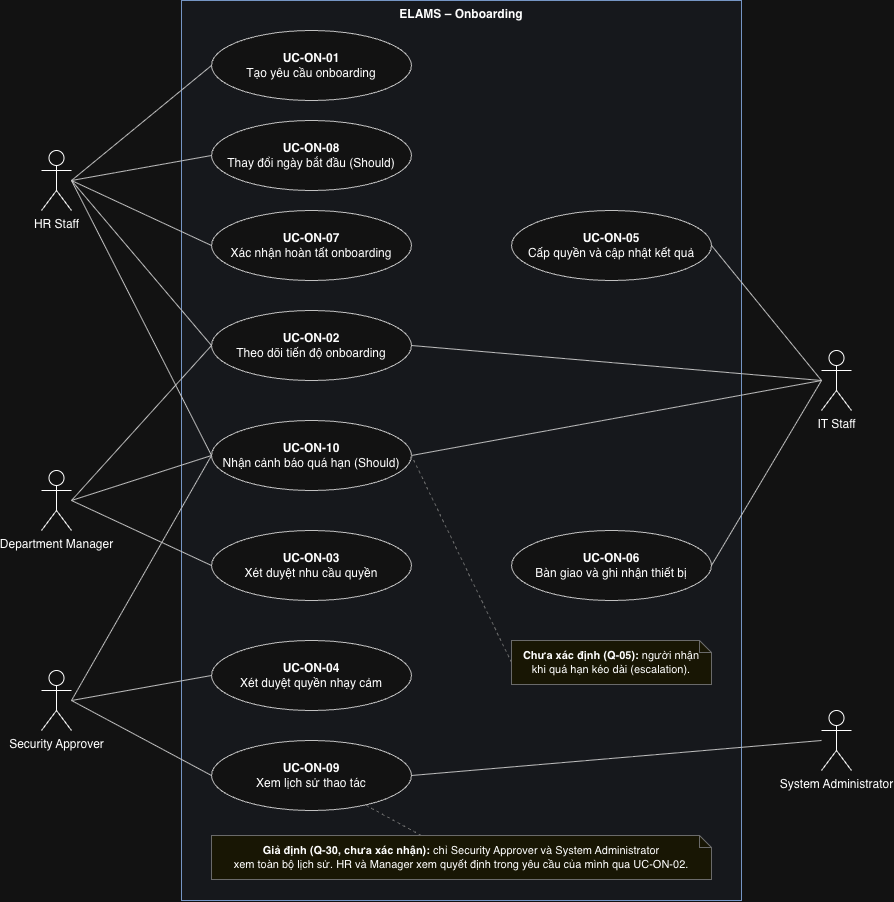 ELAMS – Onboarding
UC-ON-01
Tạo yêu cầu onboarding
UC-ON-08
Thay đổi ngày bắt đầu (Should)
HR Staff
UC-ON-07
Xác nhận hoàn tất onboarding
UC-ON-05
Cấp quyền và cập nhật kết quả
UC-ON-02
Theo dõi tiến độ onboarding
IT Staff
UC-ON-10
Nhận cảnh báo quá hạn (Should)
Department Manager
UC-ON-03
Xét duyệt nhu cầu quyền
UC-ON-06
Bàn giao và ghi nhận thiết bị
Chưa xác định (Q-05): người nhận
khi quá hạn kéo dài (escalation).
UC-ON-04
Xét duyệt quyền nhạy cảm
Security Approver
UC-ON-09
Xem lịch sử thao tác
System Administrator
Giả định (Q-30, chưa xác nhận): chỉ Security Approver và System Administrator
xem toàn bộ lịch sử. HR và Manager xem quyết định trong yêu cầu của mình qua UC-ON-02.